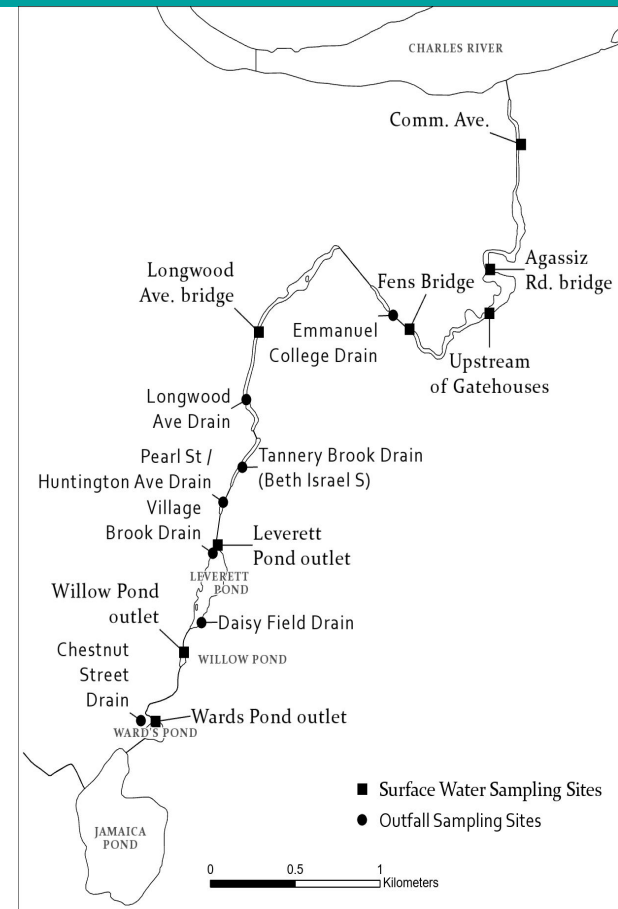 CHARLES RIVER
Comm. Ave.
Agassiz
Rd. bridge
Longwood
Ave. bridge
Fens Bridge
Emmanuel
College Drain
Upstream
of Gatehouses
Longwood
Ave Drain
Pearl St /
Huntington Ave Drain
Tannery Brook Drain
(Beth Israel S)
Village
Brook Drain
Leverett
Pond outlet
LEVERETT
POND
Willow Pond
outlet
Daisy Field Drain
WILLOW POND
Chestnut
Street
Drain
Wards Pond outlet
WARD'S POND
JAMAICA
POND
Surface Water Sampling Sites
Outfall Sampling Sites
0 0.5 1
Kilometers